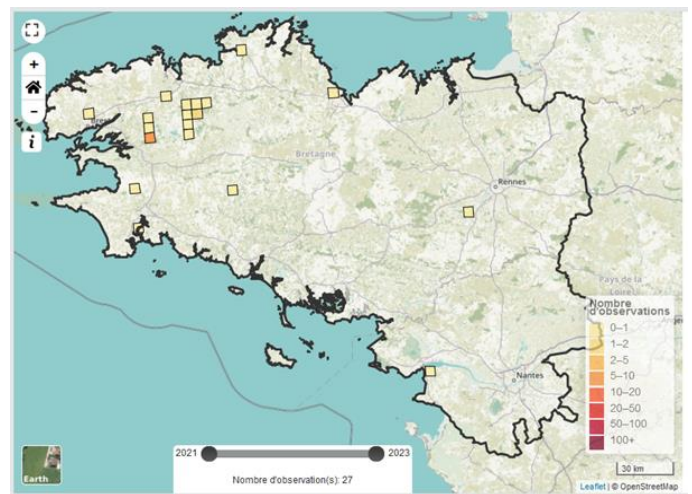 +
−
i
Brest
Bretagne
Rennes
Pays de la
Loire
Nantes
Nombre
d'observations
0–1
1–2
2–5
5–10
10–20
20–50
50–100
100+
Earth
2021
2023
Nombre d'observation(s): 27
30 km
Leaflet | © OpenStreetMap